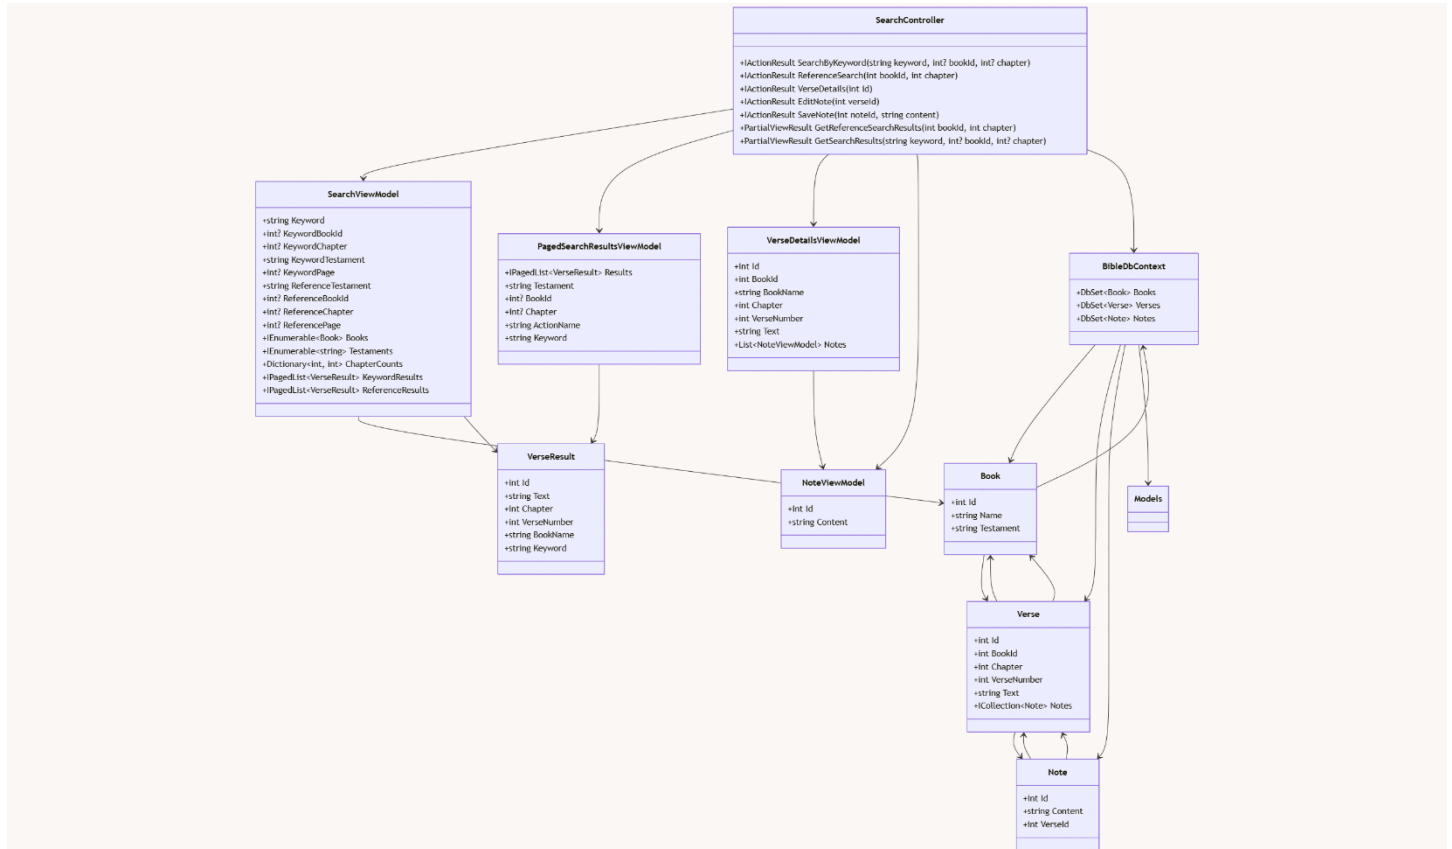 SearchController
+IActionResult SearchByKeyword(string keyword, int? bookId, int? chapter)
+IActionResult ReferenceSearch(int bookId, int chapter)
+IActionResult VerseDetails(int id)
+IActionResult EditNote(int verseId)
+IActionResult SaveNote(int noteId, string content)
+PartialViewResult GetReferenceSearchResults(int bookId, int chapter)
+PartialViewResult GetSearchResults(string keyword, int? bookId, int? chapter)
SearchViewModel
+string Keyword
+int? KeywordBookId
+int? KeywordChapter
+string KeywordTestament
+int? KeywordPage
+string ReferenceTestament
+int? ReferenceBookId
+int? ReferenceChapter
+int? ReferencePage
+IEnumerable<Book> Books
+IEnumerable<string> Testaments
+Dictionary<int, int> ChapterCounts
+IPagedList<VerseResult> KeywordResults
+IPagedList<VerseResult> ReferenceResults
PagedSearchResultsViewModel
+IPagedList<VerseResult> Results
+string Testament
+int? BookId
+int? Chapter
+string ActionName
+string Keyword
VerseDetailsViewModel
+int Id
+int BookId
+string BookName
+int Chapter
+int VerseNumber
+string Text
+List<NoteViewModel> Notes
BibleDbContext
+DbSet<Book> Books
+DbSet<Verse> Verses
+DbSet<Note> Notes
VerseResult
+int Id
+string Text
+int Chapter
+int VerseNumber
+string BookName
+string Keyword
NoteViewModel
+int Id
+string Content
Book
+int Id
+string Name
+string Testament
Models
Verse
+int Id
+int BookId
+int Chapter
+int VerseNumber
+string Text
+ICollection<Note> Notes
Note
+int Id
+string Content
+int VerseId